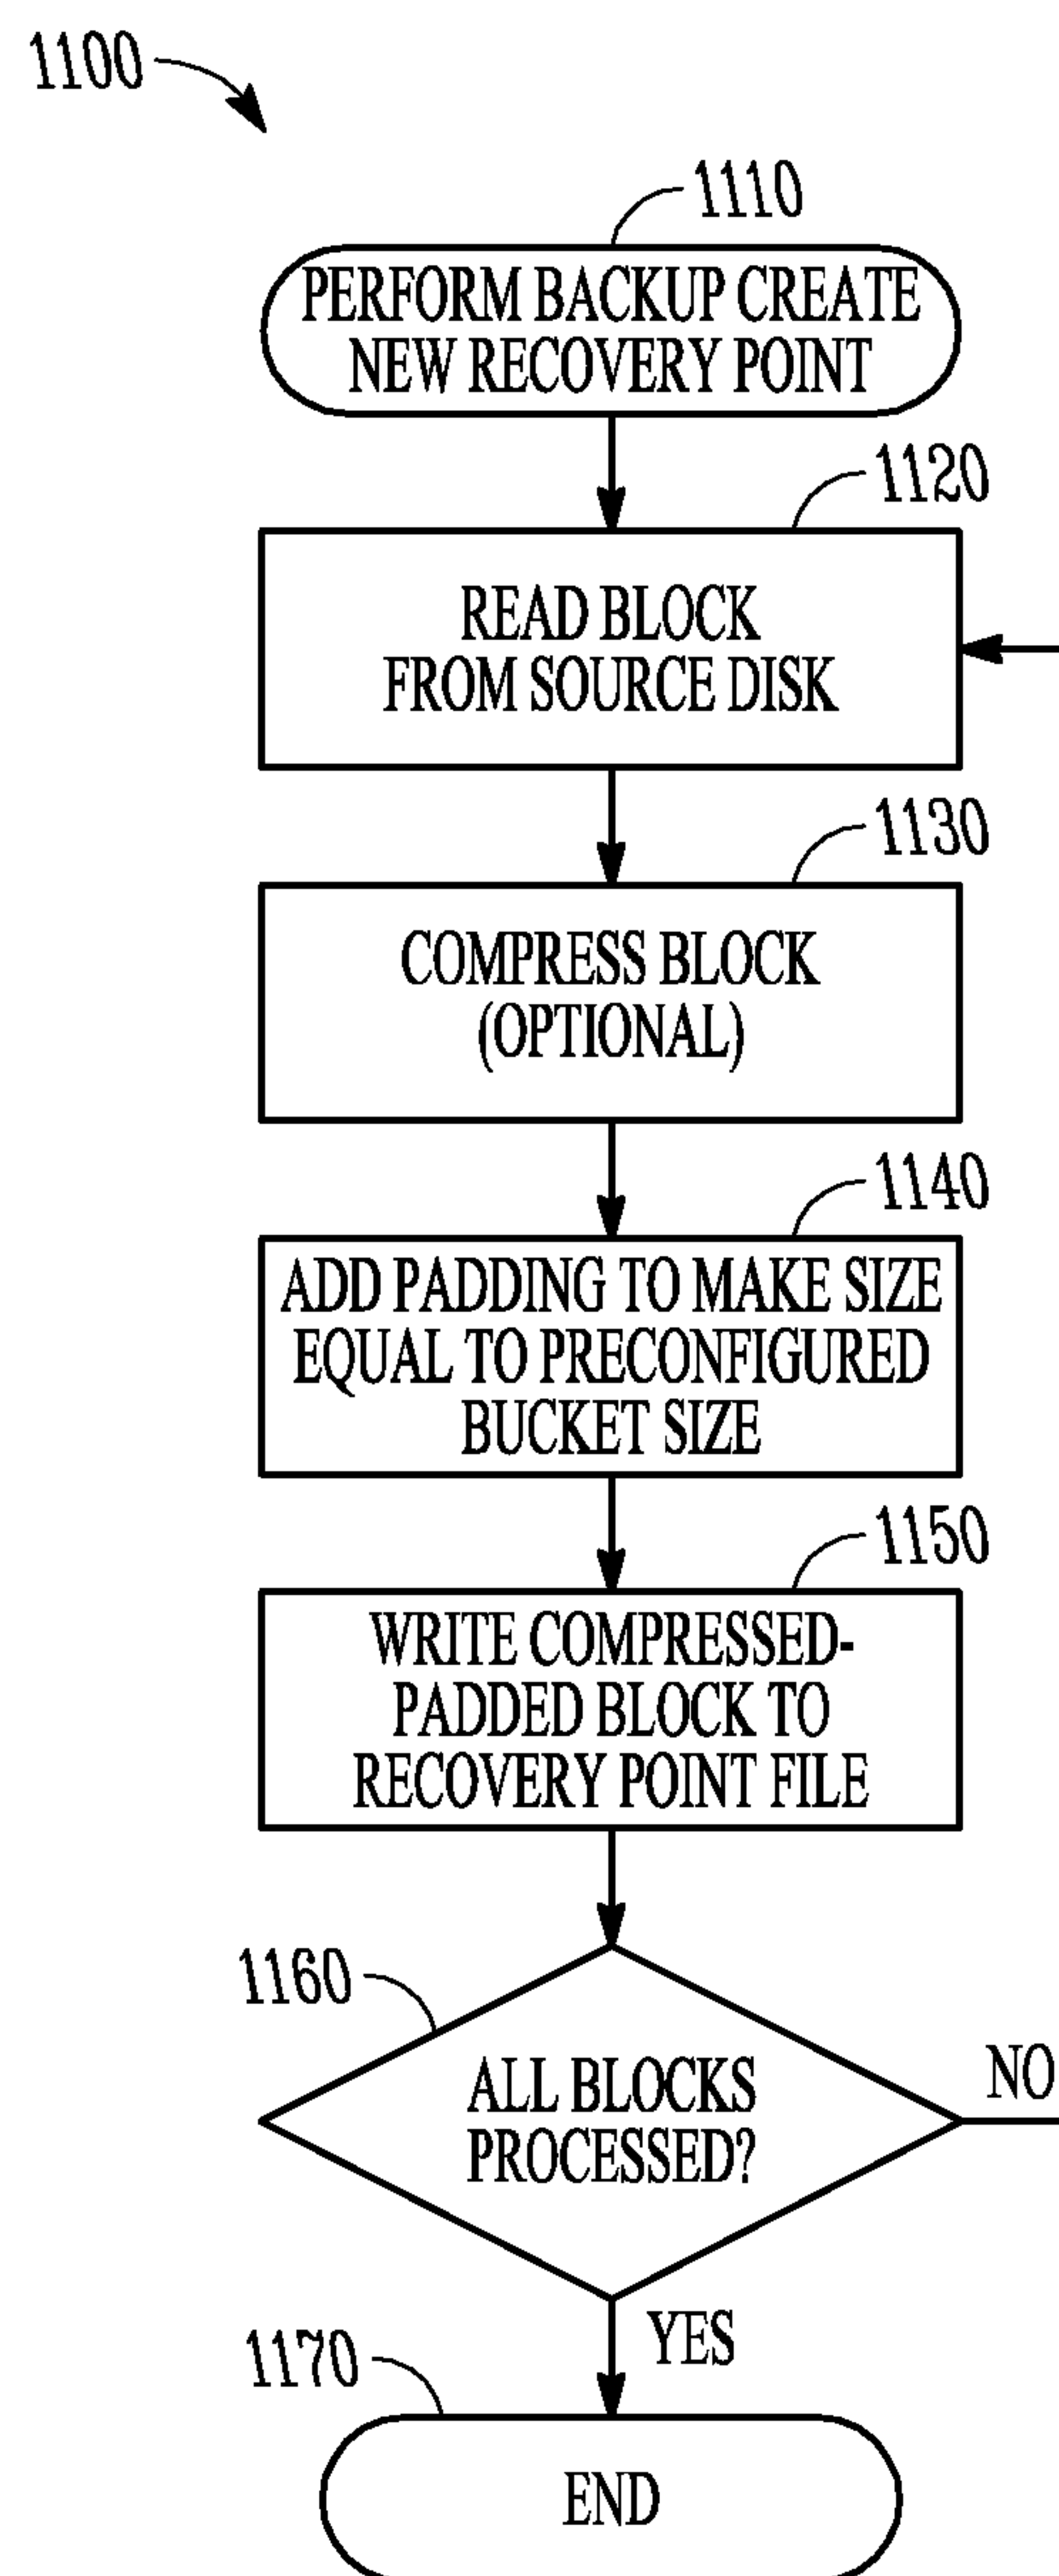 1100
1110
PERFORM BACKUP CREATE
NEW RECOVERY POINT
1120
READ BLOCK
FROM SOURCE DISK
1130
COMPRESS BLOCK
(OPTIONAL)
1140
ADD PADDING TO MAKE SIZE
EQUAL TO PRECONFIGURED
BUCKET SIZE
1150
WRITE COMPRESSED-
PADDED BLOCK TO
RECOVERY POINT FILE
1160
ALL BLOCKS
PROCESSED?
NO
YES
1170
END